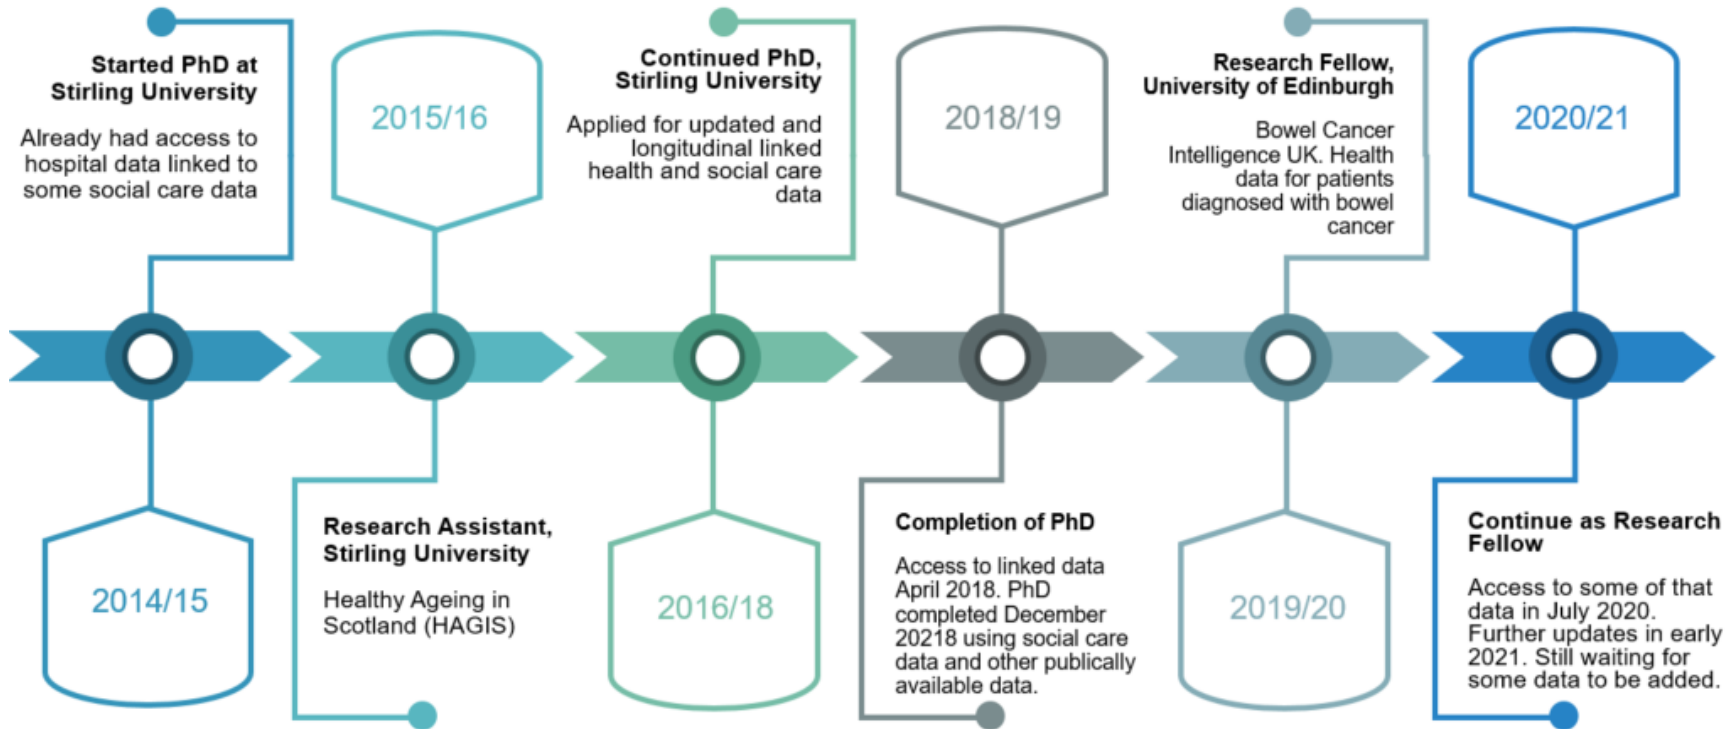 Started PhD at
Stirling University
Already had access to
hospital data linked to
some social care data
2014/15
2015/16
Research Assistant,
Stirling University
Healthy Ageing in
Scotland (HAGIS)
Continued PhD,
Stirling University
Applied for updated and
longitudinal linked
health and social care
data
2016/18
2018/19
Completion of PhD
Access to linked data
April 2018. PhD
completed December
20218 using social care
data and other publically
available data.
Research Fellow,
University of Edinburgh
Bowel Cancer
Intelligence UK. Health
data for patients
diagnosed with bowel
cancer
2019/20
2020/21
Continue as Research
Fellow
Access to some of that
data in July 2020.
Further updates in early
2021. Still waiting for
some data to be added.